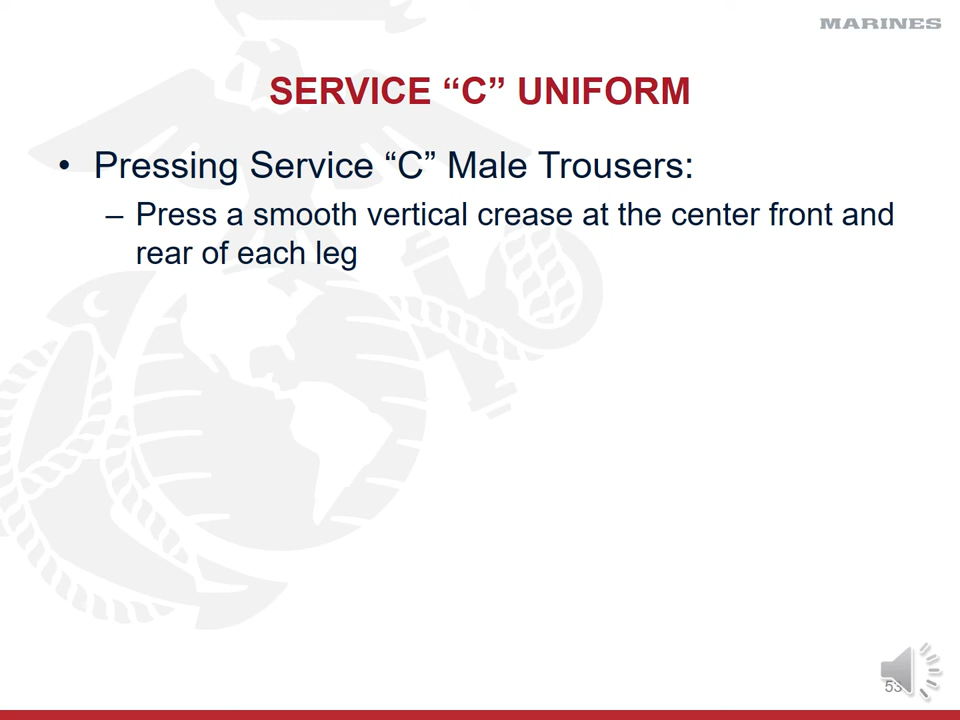 MARINES
SERVICE “C” UNIFORM
• Pressing Service “C” Male Trousers:
– Press a smooth vertical crease at the center front and
rear of each leg
53